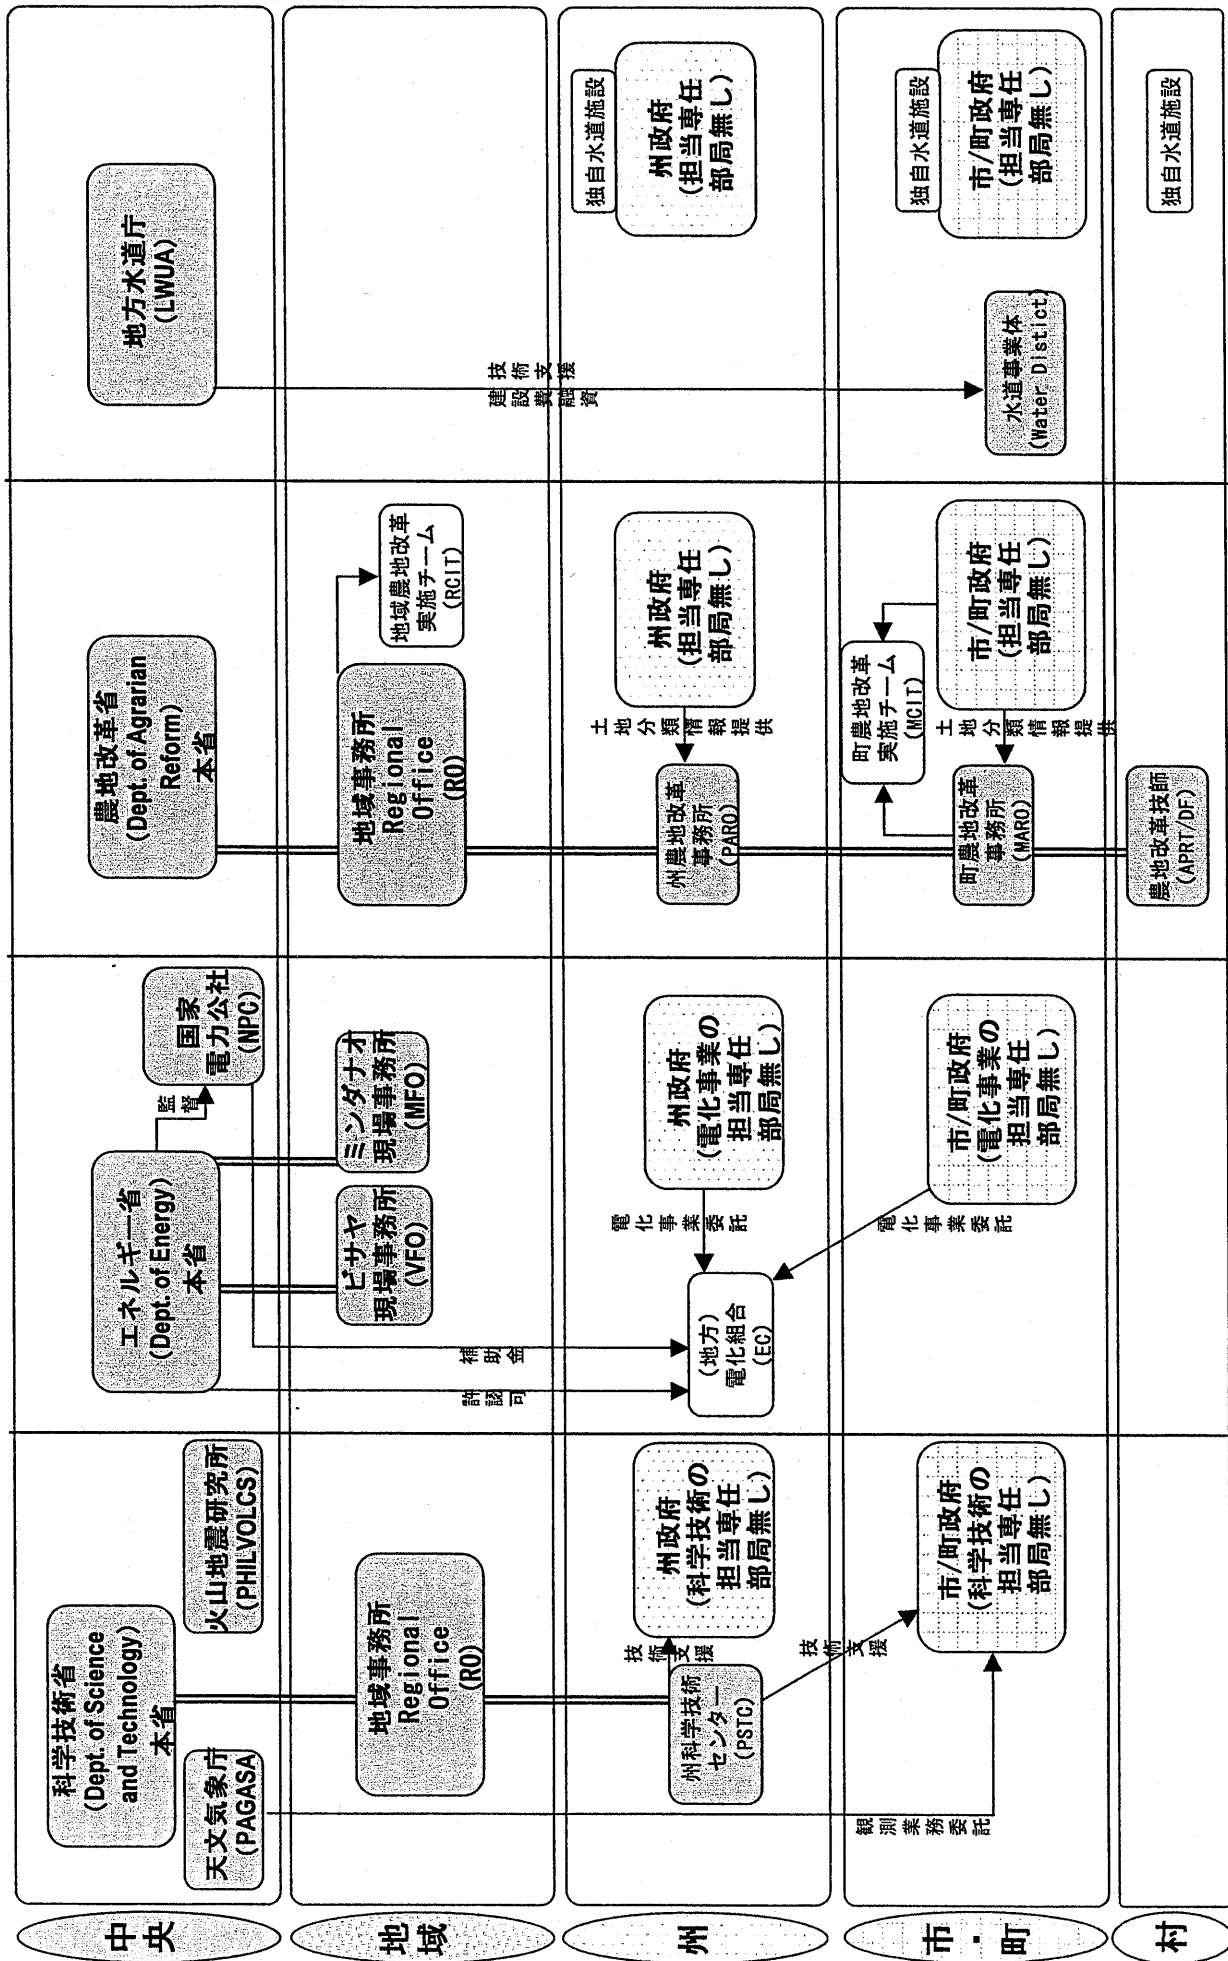 中央
科学技術省
(Dept. of Science
and Technology)
本省
天文気象庁
(PAGASA)
火山地震研究所
(PHILVOLCS)
エネルギー省
(Dept. of Energy)
本省
監督
国家
電力公社
(NPC)
農地改革省
(Dept. of Agrarian
Reform)
本省
地方水道庁
(LWUA)
地域
地域事務所
Regional
Office
(RO)
許認可
補助金
ビサヤ
現場事務所
(VFO)
ミンダナオ
現場事務所
(MFO)
地域事務所
Regional
Office
(RO)
地域農地改革
実施チーム
(RCIT)
建設費融資
技術支援
州
州科学技術
センター
(PSTC)
技術支援
州政府
(科学技術の
担当専任
部局無し)
(地方)
電化組合
(EC)
電化事業委託
州政府
(電化事業の
担当専任
部局無し)
州農地改革
事務所
(PARO)
土地分類情報提供
州政府
(担当専任
部局無し)
独自水道施設
州政府
(担当専任
部局無し)
市・町
観測業務委託
技術支援
市/町政府
(科学技術の
担当専任
部局無し)
電化事業委託
市/町政府
(電化事業の
担当専任
部局無し)
町農地改革
実施チーム
(MCIT)
町農地改革
事務所
(MARO)
土地分類情報提供
市/町政府
(担当専任
部局無し)
水道事業体
(Water Distict)
独自水道施設
市/町政府
(担当専任
部局無し)
村
農地改革技師
(APRT/DF)
独自水道施設